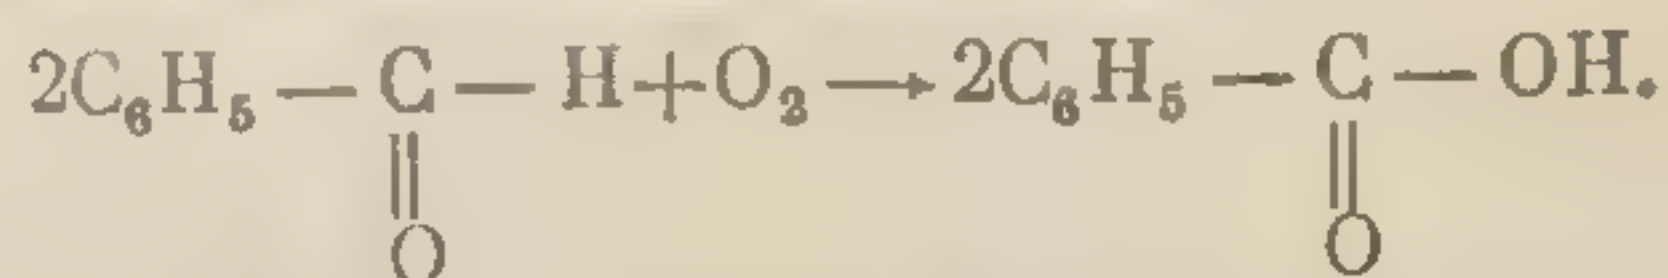 2C₆H₅ — C — H+O₂ ⟶ 2C₆H₅ — C — OH.
‖ ‖
O O